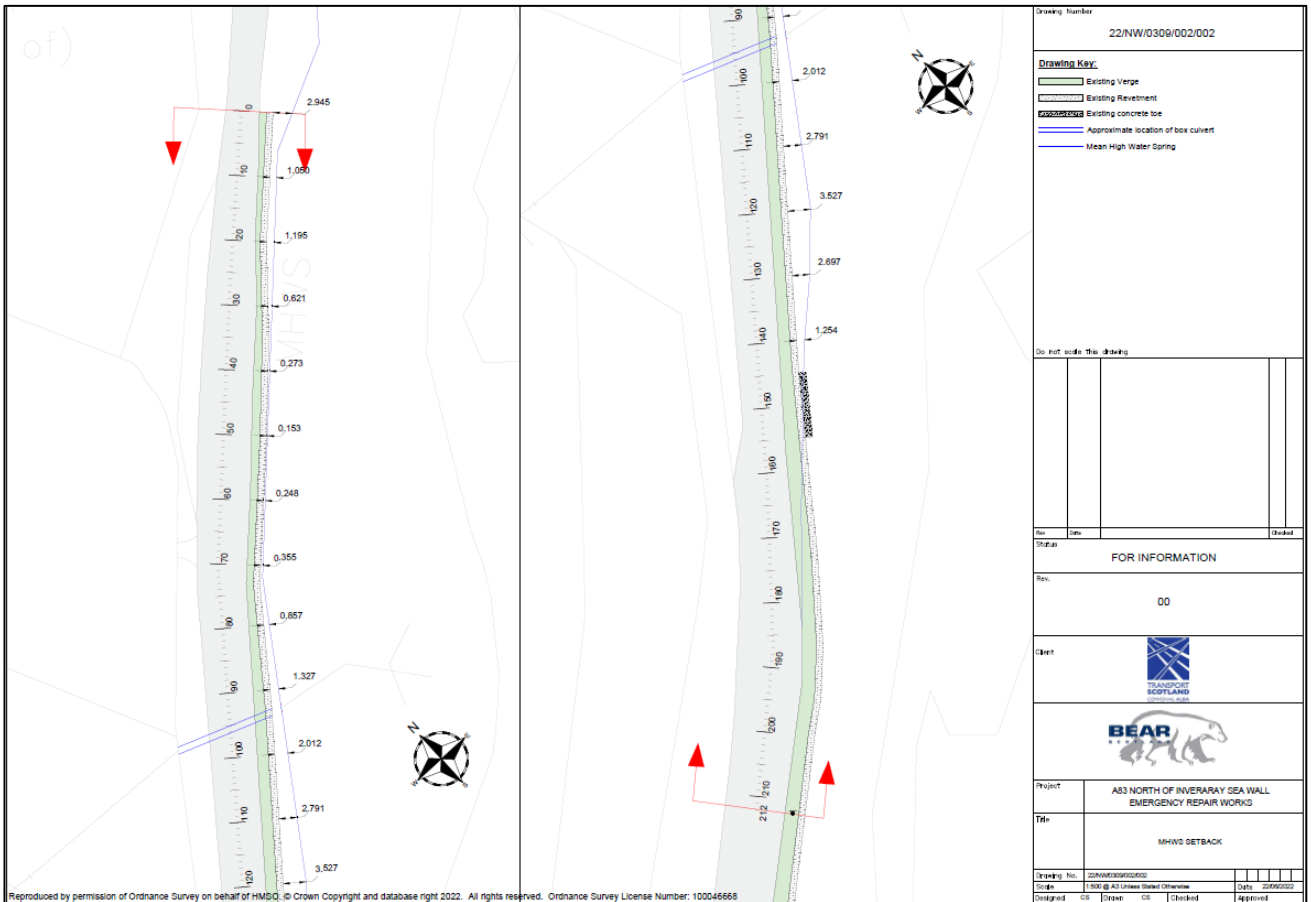 of)
MHWS
0
10
20
30
40
50
60
70
80
90
100
110
120
2.945
1.050
1.195
0.621
0.273
0.153
0.248
0.355
0.857
1.327
2.012
2.791
3.527
N
E
S
W
90
100
110
120
130
140
150
160
170
180
190
200
210
212
2.012
2.791
3.527
2.697
1.254
N
E
S
W
Reproduced by permission of Ordnance Survey on behalf of HMSO. © Crown Copyright and database right 2022. All rights reserved. Ordnance Survey License Number: 100046668
Drawing Number
22/NW/0309/002/002
Drawing Key:
Existing Verge
Existing Revetment
Existing concrete toe
Approximate location of box culvert
Mean High Water Spring
Do not scale this drawing
Rev Date Checked
Status
FOR INFORMATION
Rev.
00
Client
TRANSPORT
SCOTLAND
CÒMHDHAIL ALBA
BEAR
SCOTLAND
Project
A83 NORTH OF INVERARAY SEA WALL
EMERGENCY REPAIR WORKS
Title
MHWS SETBACK
Drawing No. 22/NW/0309/002/002
Scale 1:500 @ A3 Unless Stated Otherwise Date 22/06/2022
Designed CS Drawn CS Checked Approved